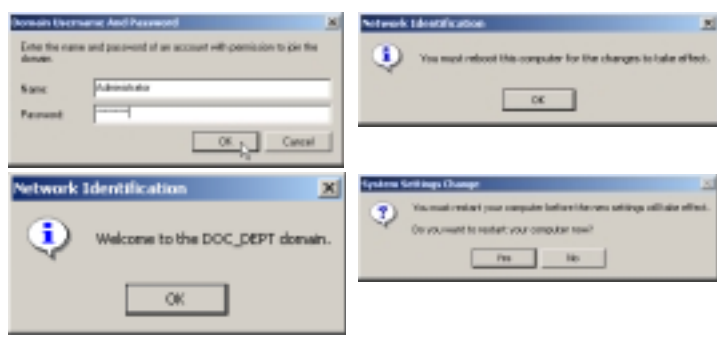 Domain Username And Password
Enter the name and password of an account with permission to join the
domain.
Name:
Administrator
Password:
OK
Cancel
Network Identification
You must reboot this computer for the changes to take effect.
OK
Network Identification
Welcome to the DOC_DEPT domain.
OK
System Settings Change
You must restart your computer before the new settings will take effect.
Do you want to restart your computer now?
Yes
No